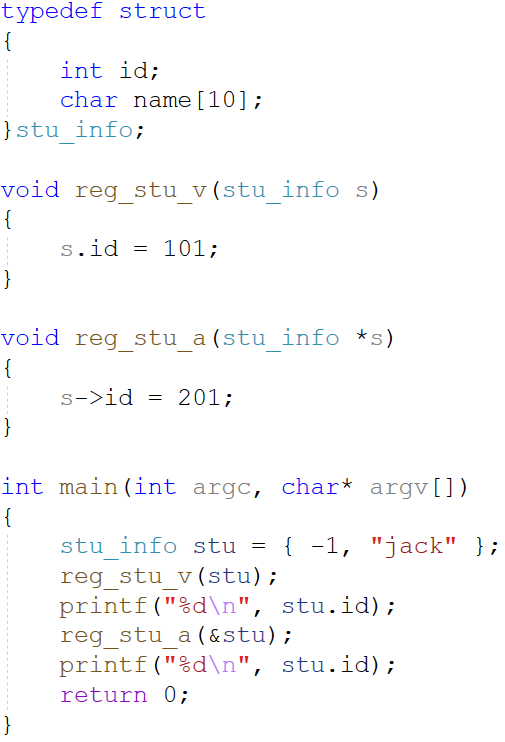 typedef struct
{
    int id;
    char name[10];
}stu_info;

void reg_stu_v(stu_info s)
{
    s.id = 101;
}

void reg_stu_a(stu_info *s)
{
    s->id = 201;
}

int main(int argc, char* argv[])
{
    stu_info stu = { -1, "jack" };
    reg_stu_v(stu);
    printf("%d\n", stu.id);
    reg_stu_a(&stu);
    printf("%d\n", stu.id);
    return 0;
}